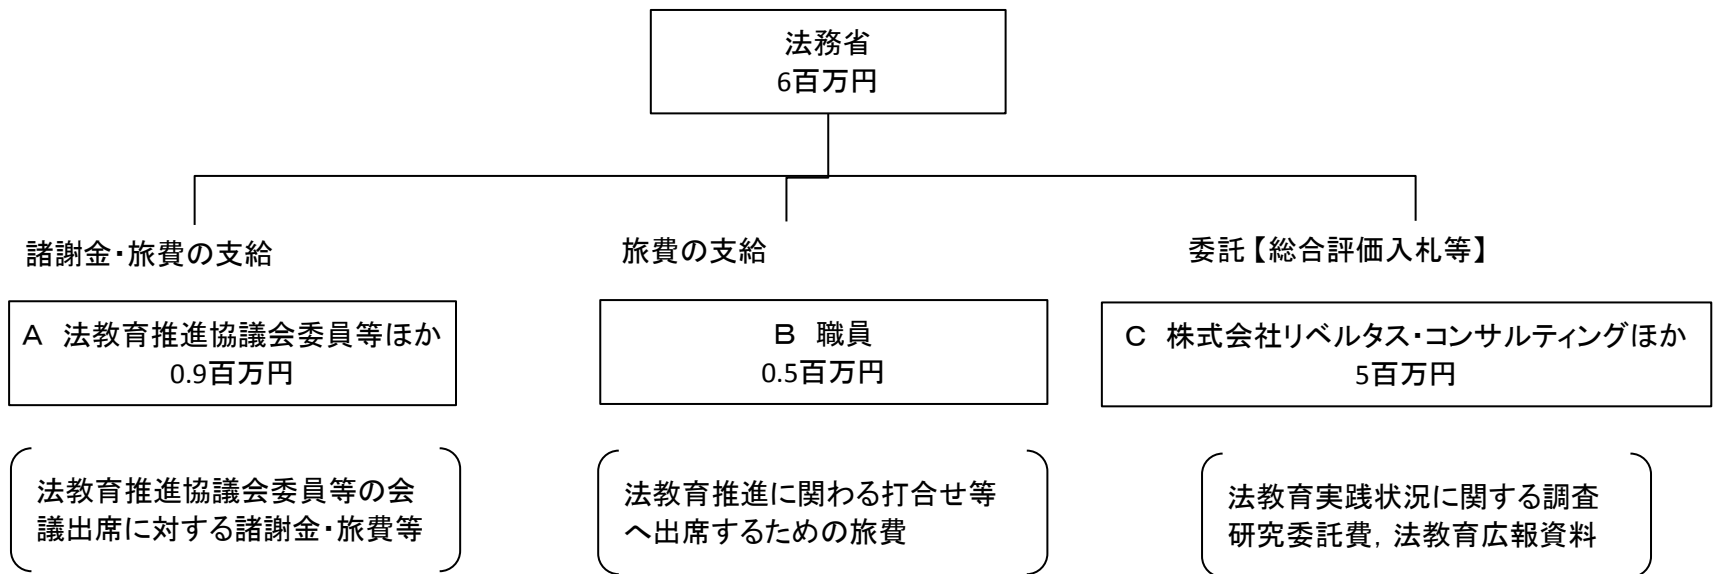 法務省
6百万円
諸謝金・旅費の支給
旅費の支給
委託【総合評価入札等】
A 法教育推進協議会委員等ほか
0.9百万円
B 職員
0.5百万円
C 株式会社リベルタス・コンサルティングほか
5百万円
法教育推進協議会委員等の会
議出席に対する諸謝金・旅費等
法教育推進に関わる打合せ等
へ出席するための旅費
法教育実践状況に関する調査
研究委託費，法教育広報資料